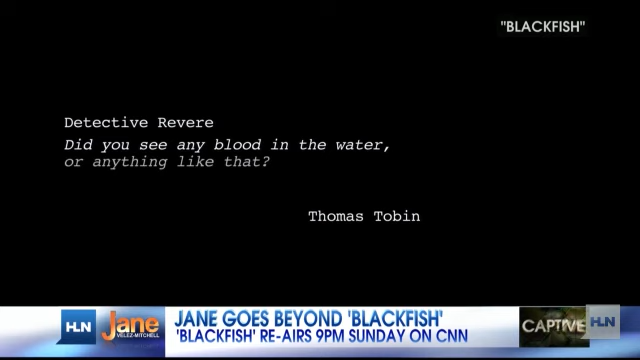 "BLACKFISH"
Detective Revere
Did you see any blood in the water,
or anything like that?
Thomas Tobin
HLN
Jane
VELEZ-MITCHELL
JANE GOES BEYOND 'BLACKFISH'
'BLACKFISH' RE-AIRS 9PM SUNDAY ON CNN
CAPTIVE
HLN